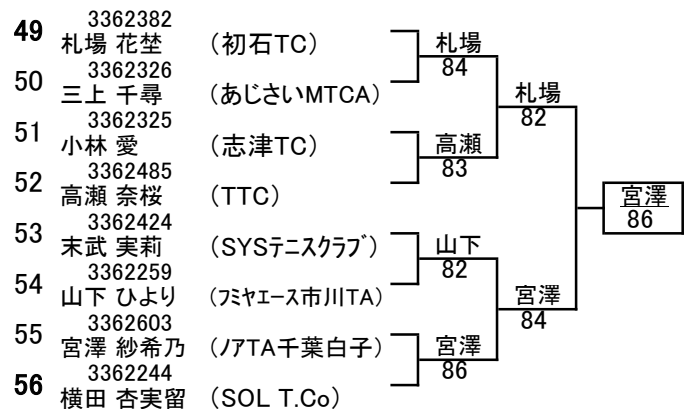 3362382
49 札場 花埜 (初石TC)
札場
84
3362326
50 三上 千尋 (あじさいMTCA)
札場
82
3362325
51 小林 愛 (志津TC)
高瀬
83
3362485
52 高瀬 奈桜 (TTC)
宮澤
86
3362424
53 末武 実莉 (SYSテニスクラブ)
山下
82
3362259
54 山下 ひより (フミヤエース市川TA)
宮澤
84
3362603
55 宮澤 紗希乃 (ノアTA千葉白子)
宮澤
86
3362244
56 横田 杏実留 (SOL T.Co)